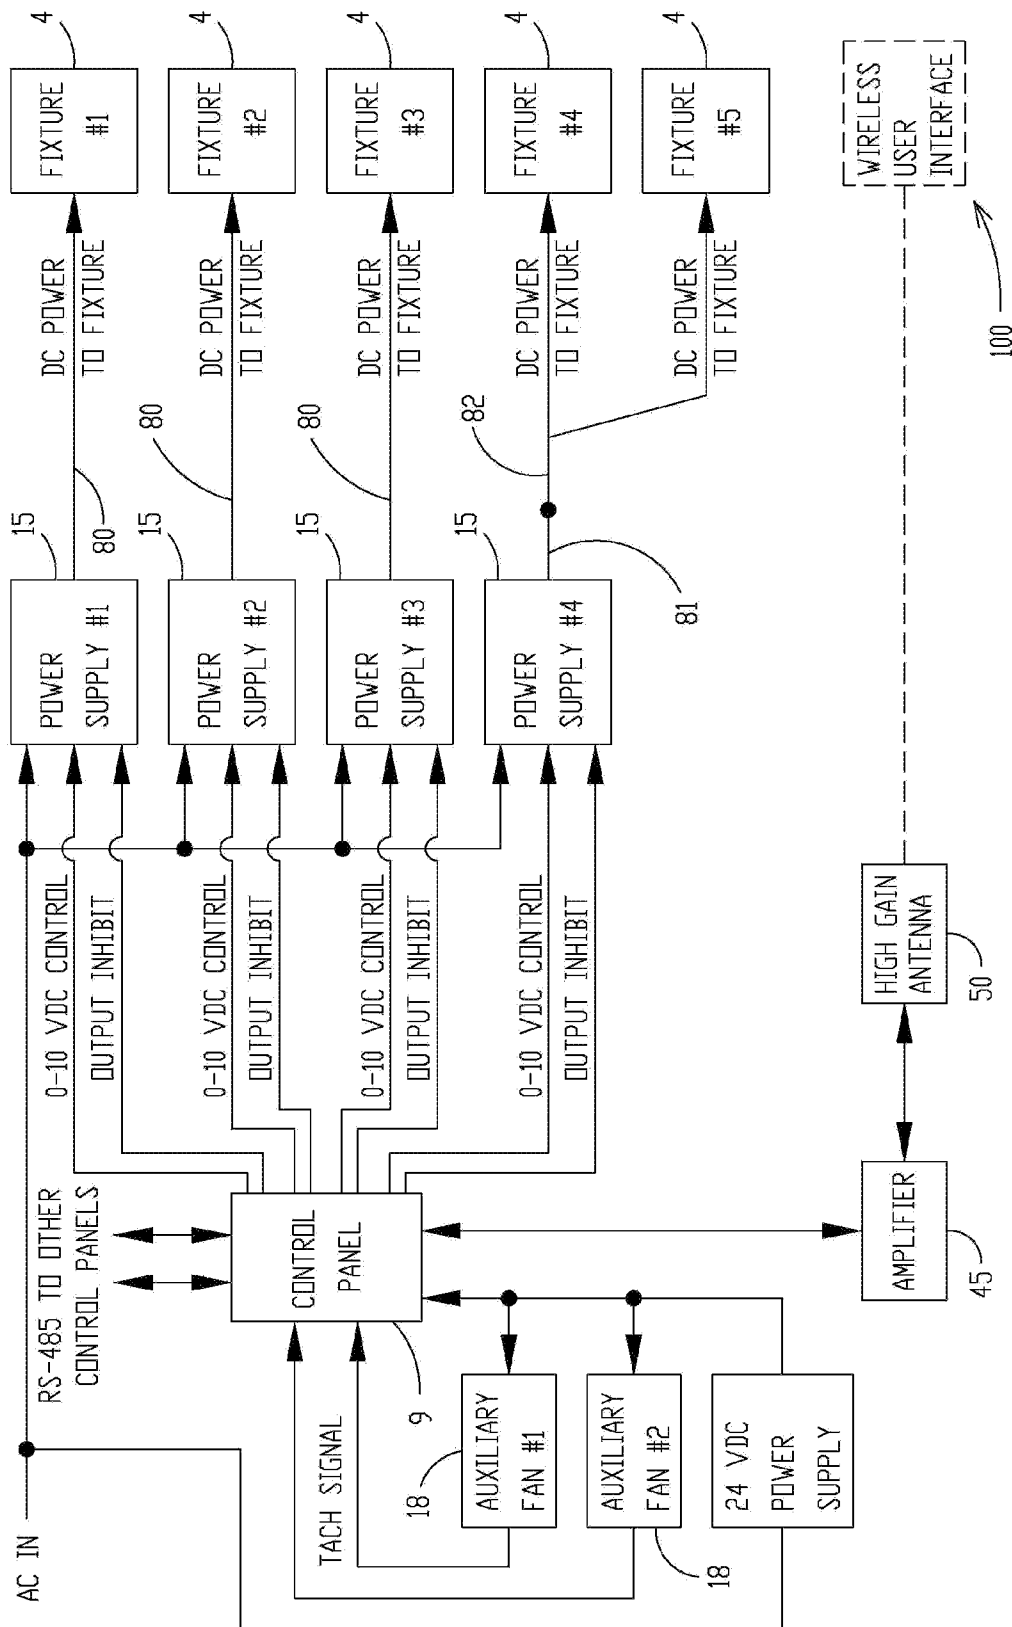 AC IN
RS-485 TO OTHER
CONTROL PANELS
0-10 VDC CONTROL
OUTPUT INHIBIT
POWER
SUPPLY #1
15
80
DC POWER
TO FIXTURE
FIXTURE
#1
4
0-10 VDC CONTROL
OUTPUT INHIBIT
POWER
SUPPLY #2
15
80
DC POWER
TO FIXTURE
FIXTURE
#2
4
CONTROL
PANEL
9
0-10 VDC CONTROL
OUTPUT INHIBIT
POWER
SUPPLY #3
15
80
DC POWER
TO FIXTURE
FIXTURE
#3
4
TACH SIGNAL
0-10 VDC CONTROL
OUTPUT INHIBIT
POWER
SUPPLY #4
15
81
82
DC POWER
TO FIXTURE
FIXTURE
#4
4
DC POWER
TO FIXTURE
FIXTURE
#5
4
18
AUXILIARY
FAN #1
AUXILIARY
FAN #2
18
24 VDC
POWER
SUPPLY
AMPLIFIER
45
HIGH GAIN
ANTENNA
50
WIRELESS
USER
INTERFACE
100